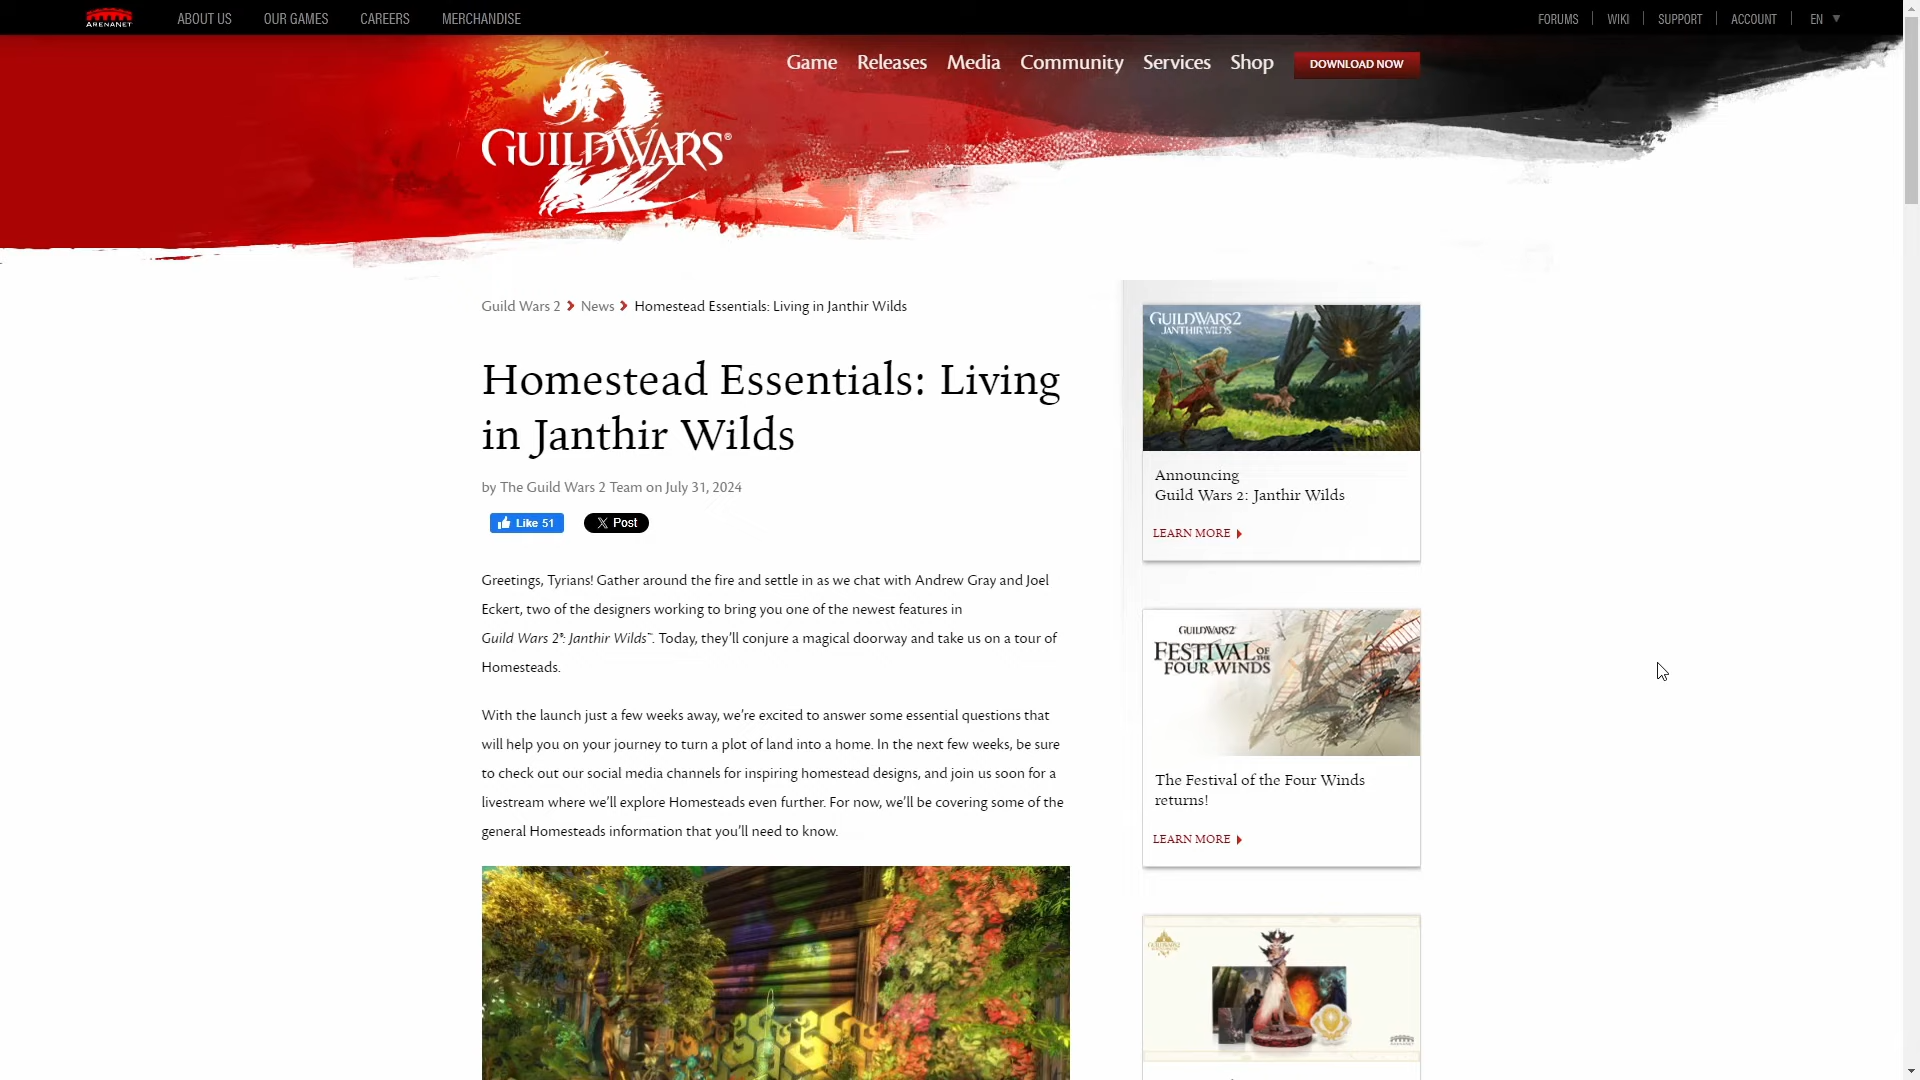 ARENANET
ABOUT US
OUR GAMES
CAREERS
MERCHANDISE
FORUMS
WIKI
SUPPORT
ACCOUNT
EN
Game
Releases
Media
Community
Services
Shop
DOWNLOAD NOW
GUILDWARS®
Guild Wars 2
News
Homestead Essentials: Living in Janthir Wilds
Homestead Essentials: Living
in Janthir Wilds
by The Guild Wars 2 Team on July 31, 2024
Like 51
Post
Greetings, Tyrians! Gather around the fire and settle in as we chat with Andrew Gray and Joel
Eckert, two of the designers working to bring you one of the newest features in
Guild Wars 2®: Janthir Wilds™. Today, they’ll conjure a magical doorway and take us on a tour of
Homesteads.
With the launch just a few weeks away, we’re excited to answer some essential questions that
will help you on your journey to turn a plot of land into a home. In the next few weeks, be sure
to check out our social media channels for inspiring homestead designs, and join us soon for a
livestream where we’ll explore Homesteads even further. For now, we’ll be covering some of the
general Homesteads information that you’ll need to know.
GUILDWARS2
JANTHIR WILDS
Announcing
Guild Wars 2: Janthir Wilds
LEARN MORE
GUILDWARS2
FESTIVAL OF THE
FOUR WINDS
The Festival of the Four Winds
returns!
LEARN MORE
GUILDWARS2